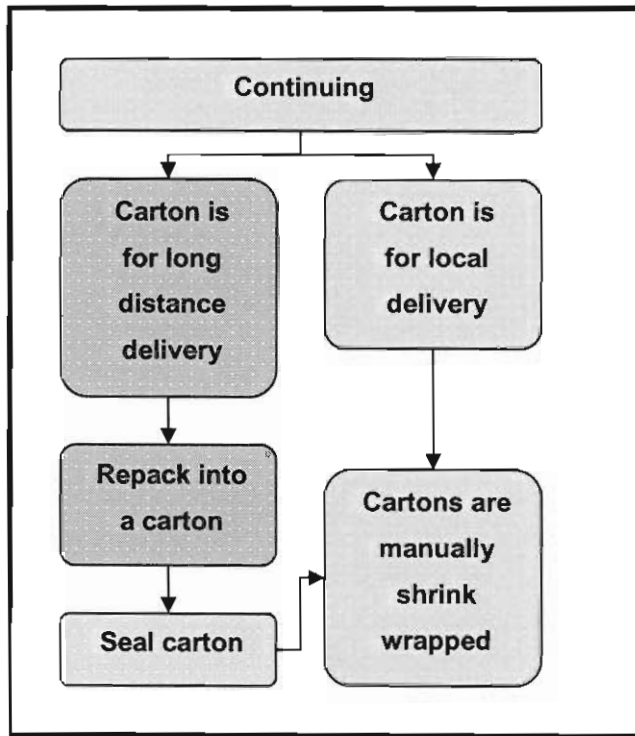 Continuing
Carton is
for long
distance
delivery
Carton is
for local
delivery
Repack into
a carton
Seal carton
Cartons are
manually
shrink
wrapped